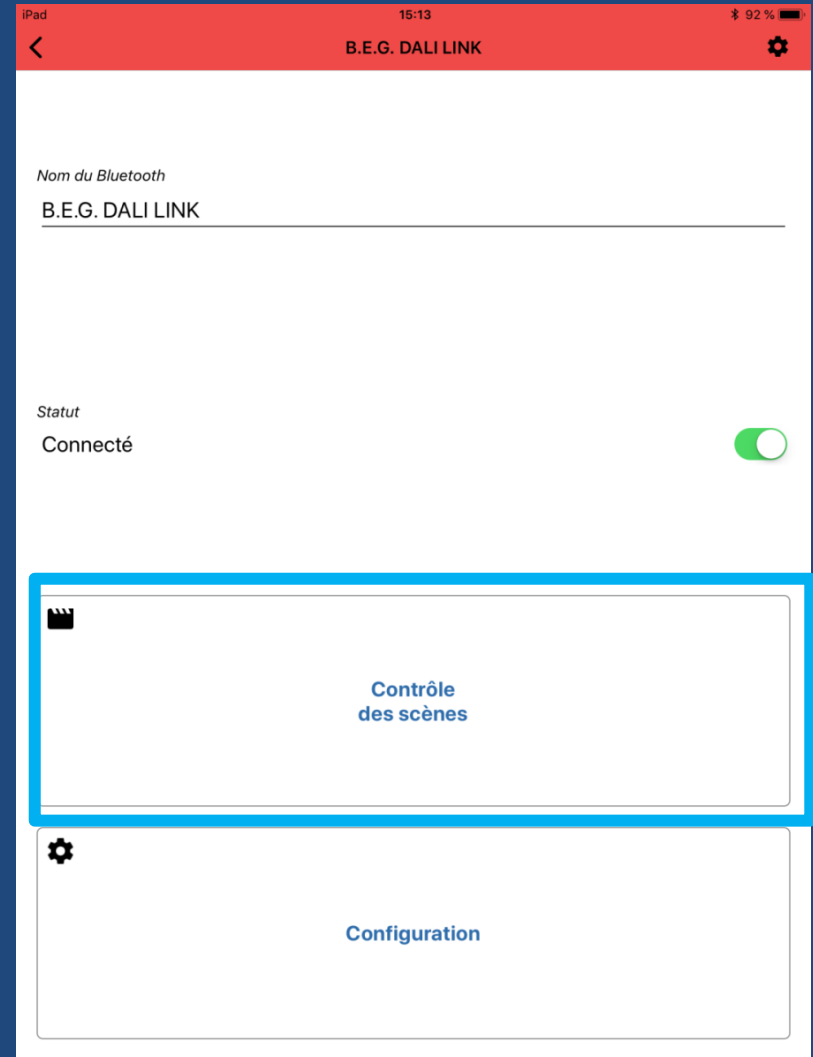 iPad 15:13 92 %
B.E.G. DALI LINK
Nom du Bluetooth
B.E.G. DALI LINK
Statut
Connecté
Contrôle
des scènes
Configuration